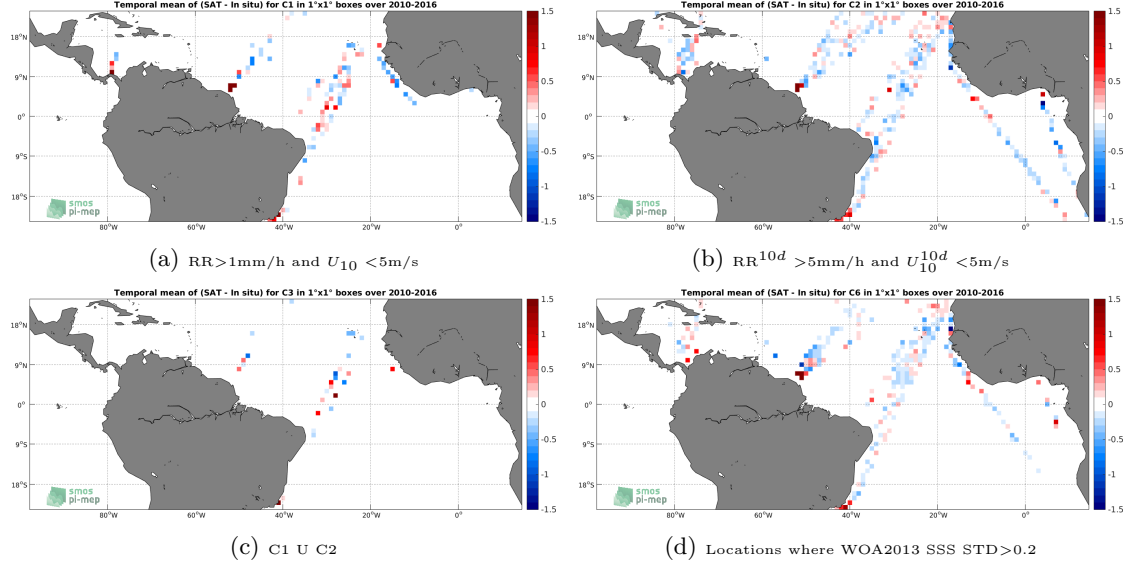 Temporal mean of (SAT - In situ) for C1 in 1°x1° boxes over 2010-2016
18°N
9°N
0°
9°S
18°S
80°W
60°W
40°W
20°W
0°
1.5
1
0.5
0
-0.5
-1
-1.5
smos
pi-mep
(a) RR>1mm/h and U10 <5m/s
Temporal mean of (SAT - In situ) for C2 in 1°x1° boxes over 2010-2016
18°N
9°N
0°
9°S
18°S
80°W
60°W
40°W
20°W
0°
1.5
1
0.5
0
-0.5
-1
-1.5
smos
pi-mep
(b) RR10d >5mm/h and U10d10 <5m/s
Temporal mean of (SAT - In situ) for C3 in 1°x1° boxes over 2010-2016
18°N
9°N
0°
9°S
18°S
80°W
60°W
40°W
20°W
0°
1.5
1
0.5
0
-0.5
-1
-1.5
smos
pi-mep
(c) C1 U C2
Temporal mean of (SAT - In situ) for C6 in 1°x1° boxes over 2010-2016
18°N
9°N
0°
9°S
18°S
80°W
60°W
40°W
20°W
0°
1.5
1
0.5
0
-0.5
-1
-1.5
smos
pi-mep
(d) Locations where WOA2013 SSS STD>0.2